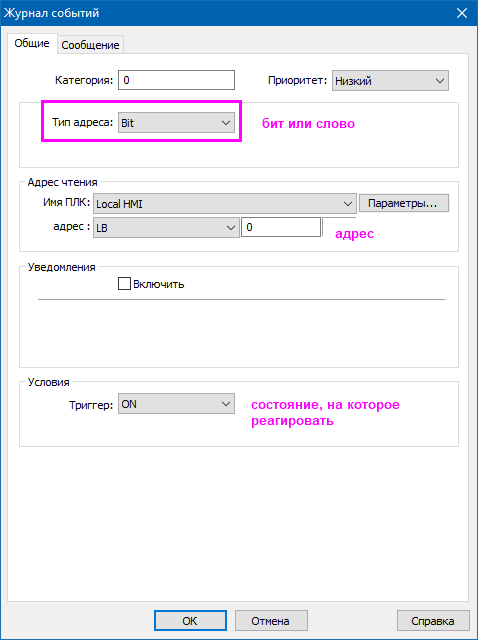 Журнал событий
Общие
Сообщение
Категория: 0
Приоритет: Низкий
Тип адреса: Bit
бит или слово
Адрес чтения
Имя ПЛК: Local HMI
Параметры...
адрес : LB 0
адрес
Уведомления
Включить
Условия
Триггер: ON
состояние, на которое
реагировать
ОК
Отмена
Справка